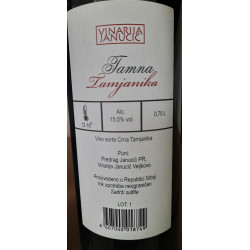 VINARIJA
JANUCIĆ
Tamna
Tamjanika
Alc.
15,0% vol
0,75 L
Vino sorte Crna Tamjanika
Puni:
Predrag Janucić PR,
Vinarija Janucić Vejkovo
Proizvedeno u Republici Srbiji
rok upotrebe neograničen
Sadrži sulfite
LOT: 1